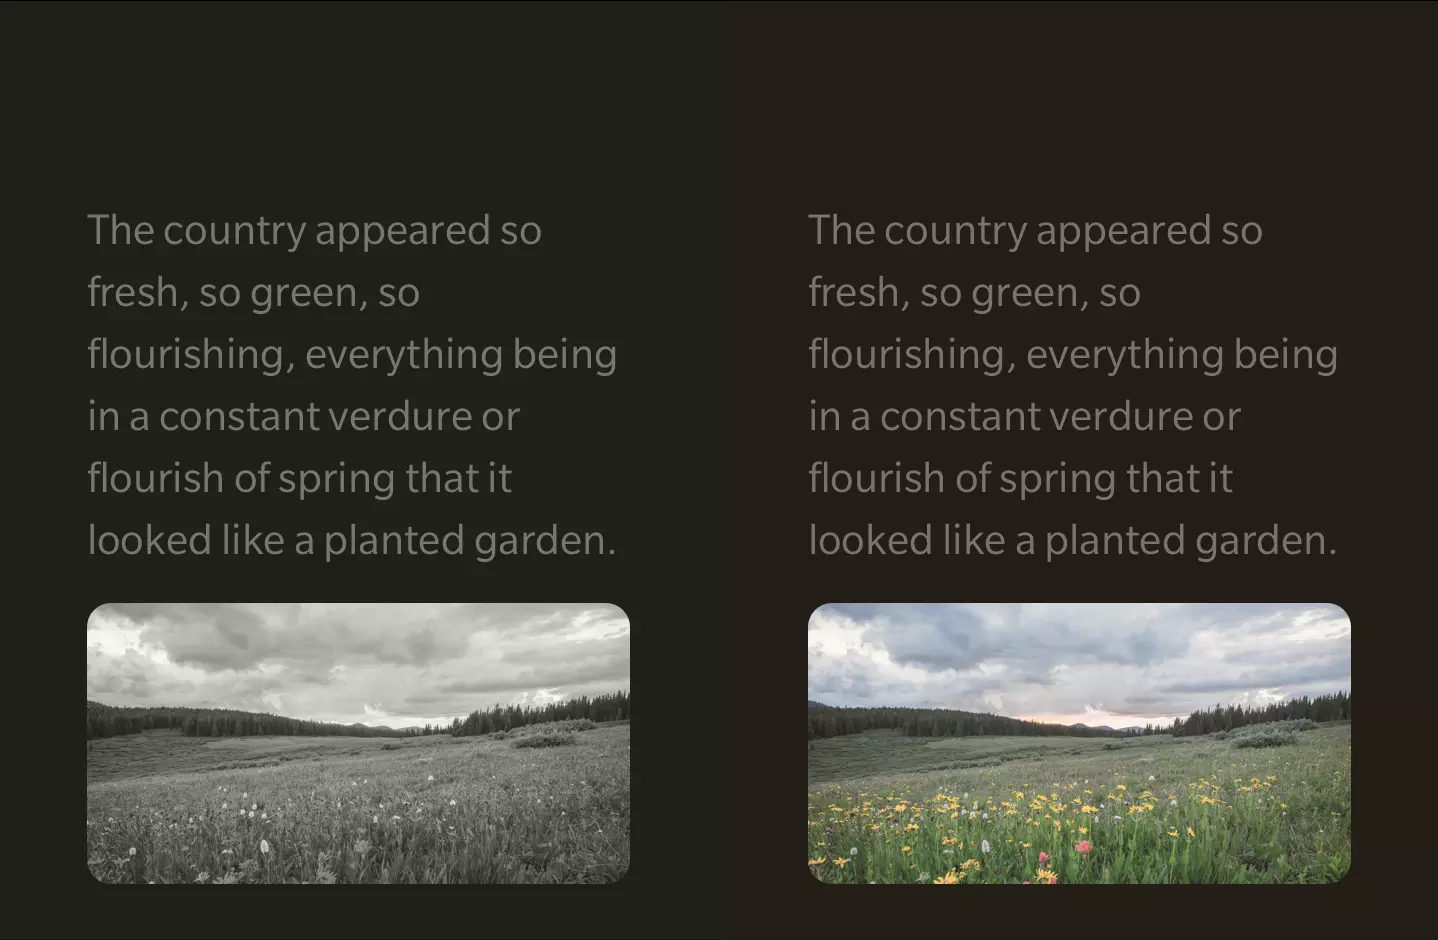 The country appeared so
fresh, so green, so
flourishing, everything being
in a constant verdure or
flourish of spring that it
looked like a planted garden.
The country appeared so
fresh, so green, so
flourishing, everything being
in a constant verdure or
flourish of spring that it
looked like a planted garden.